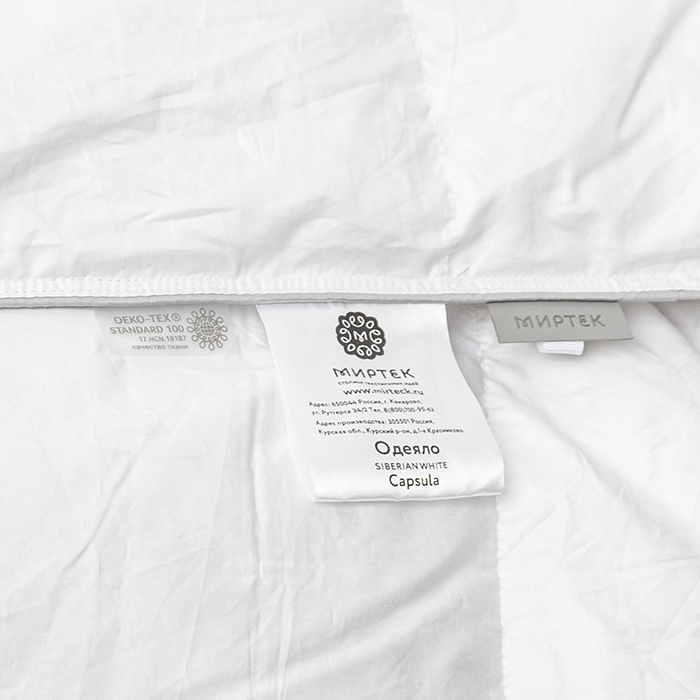 OEKO-TEX®
STANDARD 100
17.HCN.18187
качество ткани
М
МИРТЕК
столица текстильных идей
www.mirteck.ru
Адрес: 650044 Россия, г. Кемерово,
ул. Рутгерса 34/2 Тел. 8(800)700-95-43
Адрес производства: 305501 Россия,
Курская обл., Курский р-он, д.1-е Красниково.
Одеяло
SIBERIAN WHITE
Capsula
МИРТЕК